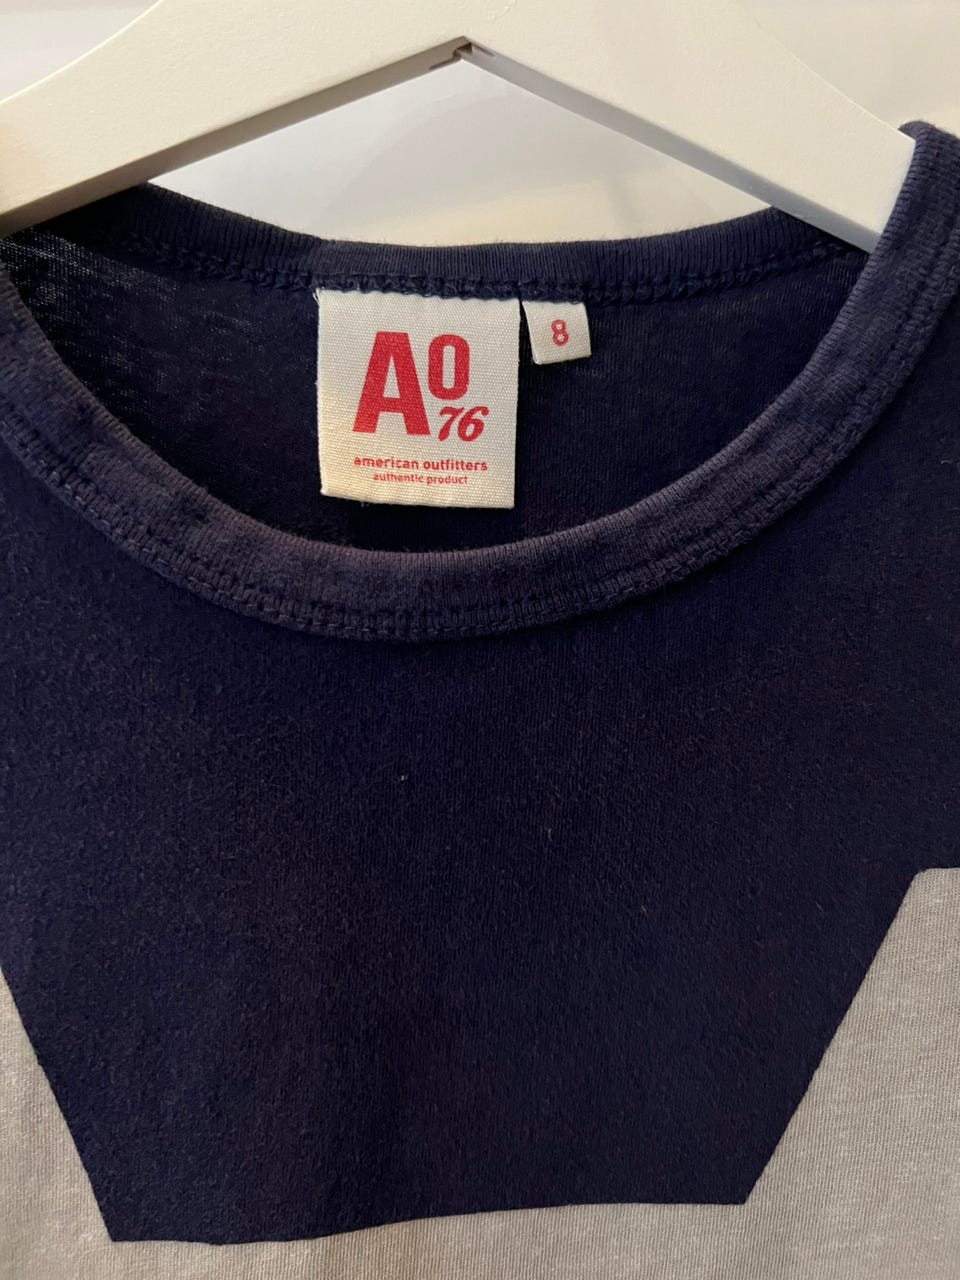 AO
76
american outfitters
authentic product
8